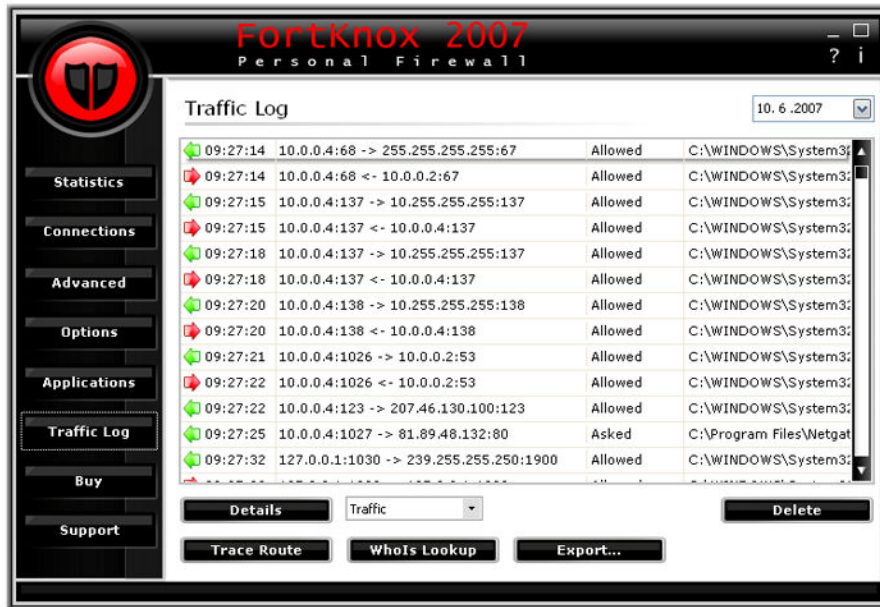 FortKnox 2007
Personal Firewall
? i
Traffic Log
10. 6 .2007
09:27:14 10.0.0.4:68 -> 255.255.255.255:67 Allowed C:\WINDOWS\System32
09:27:14 10.0.0.4:68 <- 10.0.0.2:67 Allowed C:\WINDOWS\System32
09:27:15 10.0.0.4:137 -> 10.255.255.255:137 Allowed C:\WINDOWS\System32
09:27:15 10.0.0.4:137 <- 10.0.0.4:137 Allowed C:\WINDOWS\System32
09:27:18 10.0.0.4:137 -> 10.255.255.255:137 Allowed C:\WINDOWS\System32
09:27:18 10.0.0.4:137 <- 10.0.0.4:137 Allowed C:\WINDOWS\System32
09:27:20 10.0.0.4:138 -> 10.255.255.255:138 Allowed C:\WINDOWS\System32
09:27:20 10.0.0.4:138 <- 10.0.0.4:138 Allowed C:\WINDOWS\System32
09:27:21 10.0.0.4:1026 -> 10.0.0.2:53 Allowed C:\WINDOWS\System32
09:27:22 10.0.0.4:1026 <- 10.0.0.2:53 Allowed C:\WINDOWS\System32
09:27:22 10.0.0.4:123 -> 207.46.130.100:123 Allowed C:\WINDOWS\System32
09:27:25 10.0.0.4:1027 -> 81.89.48.132:80 Asked C:\Program Files\Netgat
09:27:32 127.0.0.1:1030 -> 239.255.255.250:1900 Allowed C:\WINDOWS\System32
Statistics
Connections
Advanced
Options
Applications
Traffic Log
Buy
Support
Details
Traffic
Delete
Trace Route
WhoIs Lookup
Export...